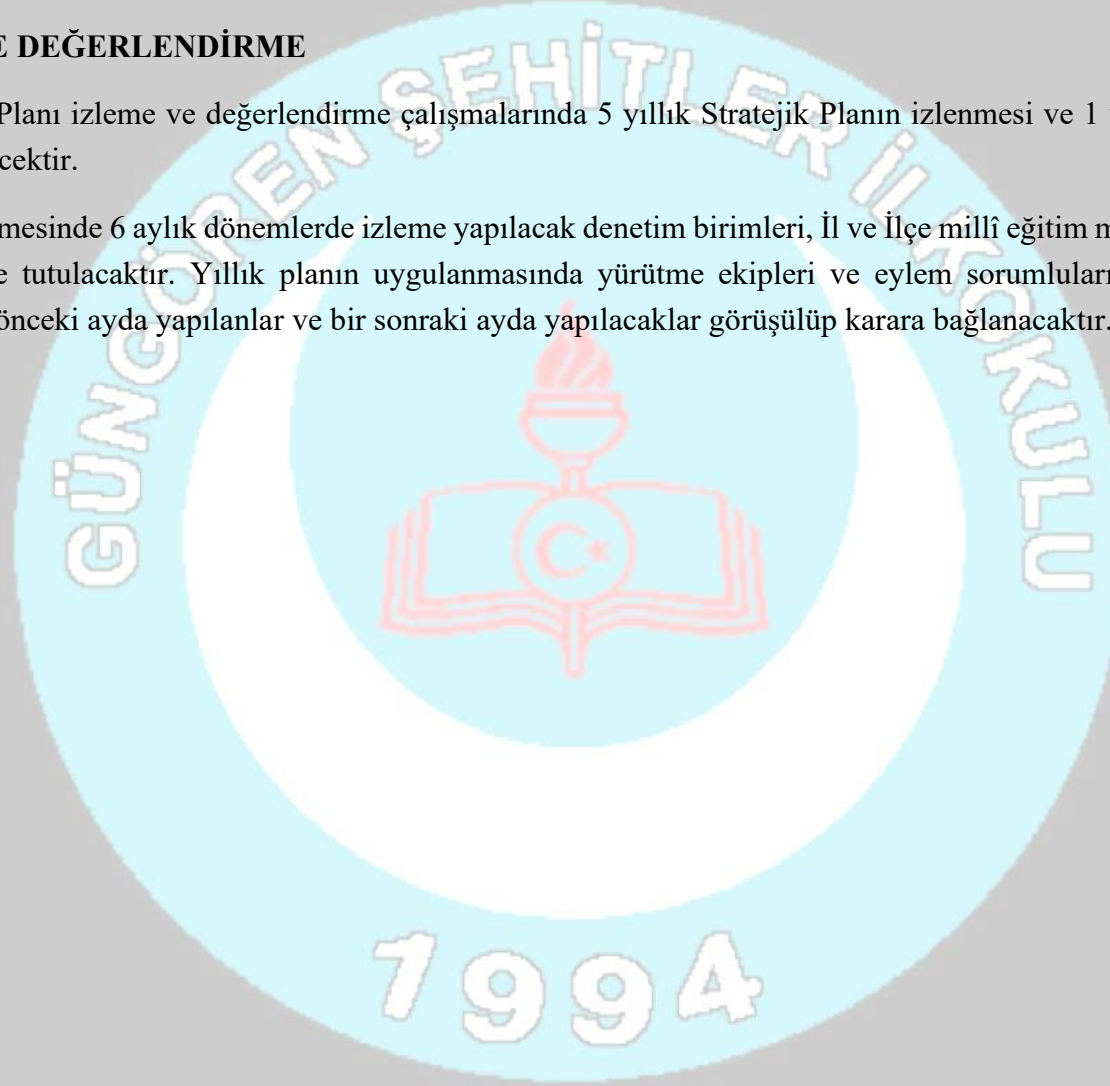 E DEĞERLENDİRME
Planı izleme ve değerlendirme çalışmalarında 5 yıllık Stratejik Planın izlenmesi ve 1
cektir.
mesinde 6 aylık dönemlerde izleme yapılacak denetim birimleri, İl ve İlçe millî eğitim
e tutulacaktır. Yıllık planın uygulanmasında yürütme ekipleri ve eylem sorumluları
önceki ayda yapılanlar ve bir sonraki ayda yapılacaklar görüşülüp karara bağlanacaktır.
GÜNGÖREN ŞEHİTLER İLKOKULU
1994